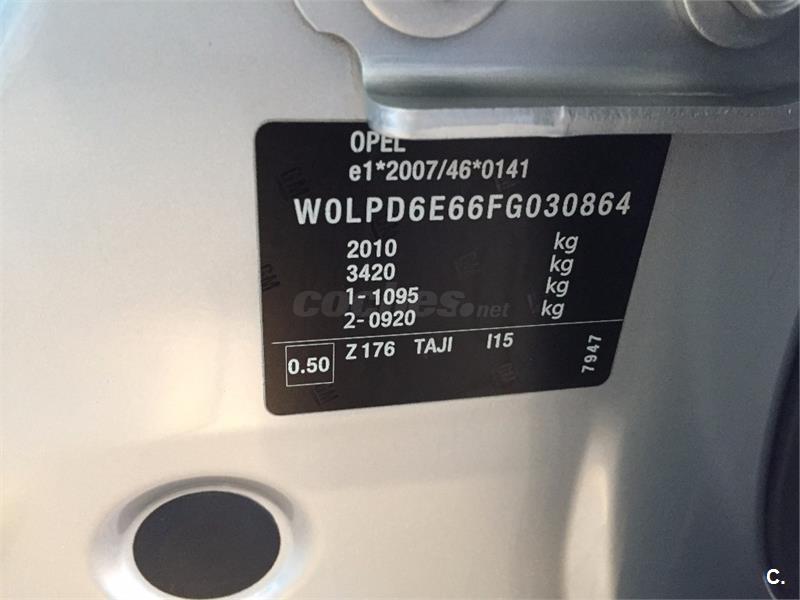 OPEL
e1*2007/46*0141
W0LPD6E66FG030864
2010 kg
3420 kg
1-1095 kg
2-0920 kg
0.50 Z176 TAJI I15 7947
coches.net
GM
C.